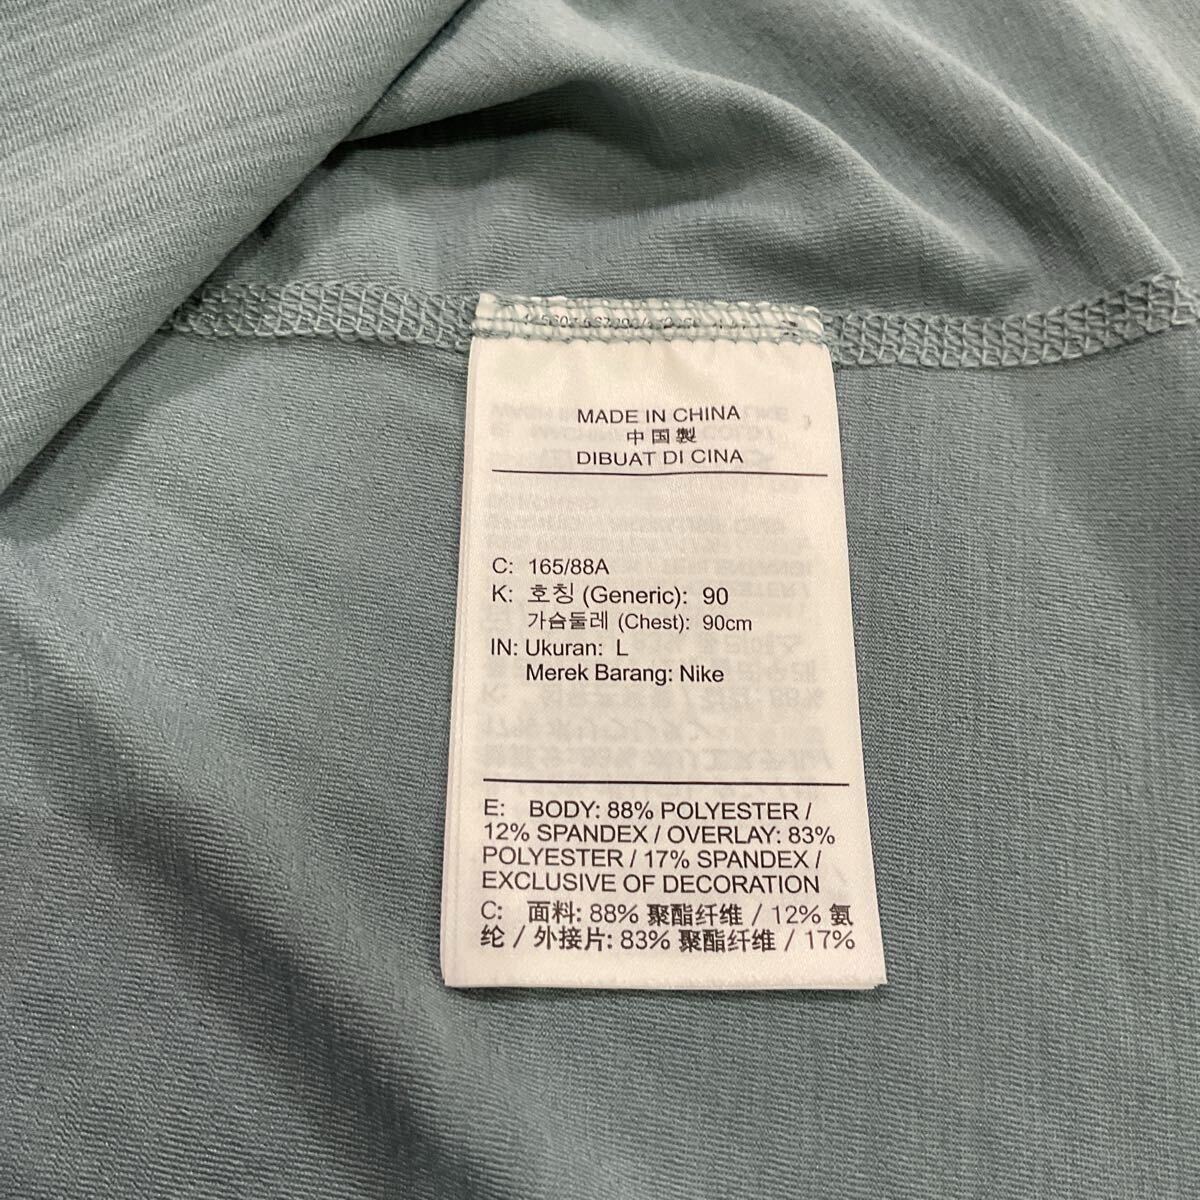 MADE IN CHINA
中国製
DIBUAT DI CINA
C: 165/88A
K: 호칭 (Generic): 90
가슴둘레 (Chest): 90cm
IN: Ukuran: L
Merek Barang: Nike
E: BODY: 88% POLYESTER /
12% SPANDEX / OVERLAY: 83%
POLYESTER / 17% SPANDEX /
EXCLUSIVE OF DECORATION
C: 面料: 88% 聚酯纤维 / 12% 氨
纶 / 外接片: 83% 聚酯纤维 / 17%